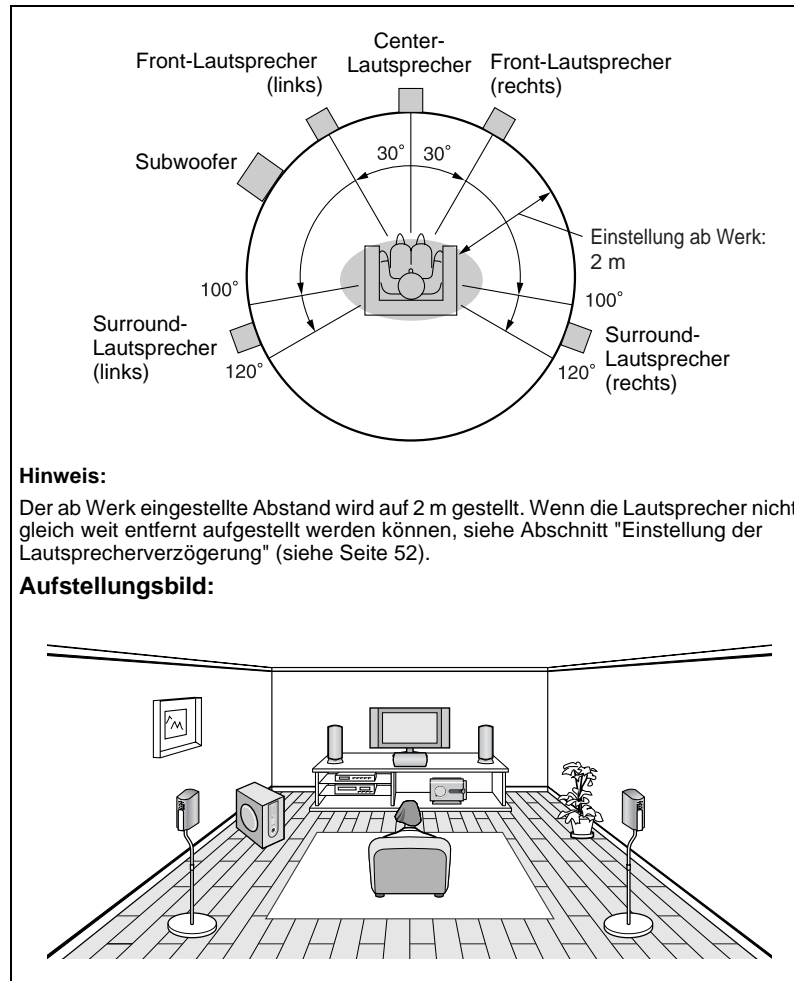 Center-
Lautsprecher
Front-Lautsprecher
(links)
Front-Lautsprecher
(rechts)
Subwoofer
30°
30°
Einstellung ab Werk:
2 m
100°
100°
Surround-
Lautsprecher
(links)
120°
120°
Surround-
Lautsprecher
(rechts)
Hinweis:
Der ab Werk eingestellte Abstand wird auf 2 m gestellt. Wenn die Lautsprecher nicht
gleich weit entfernt aufgestellt werden können, siehe Abschnitt "Einstellung der
Lautsprecherverzögerung" (siehe Seite 52).
Aufstellungsbild: